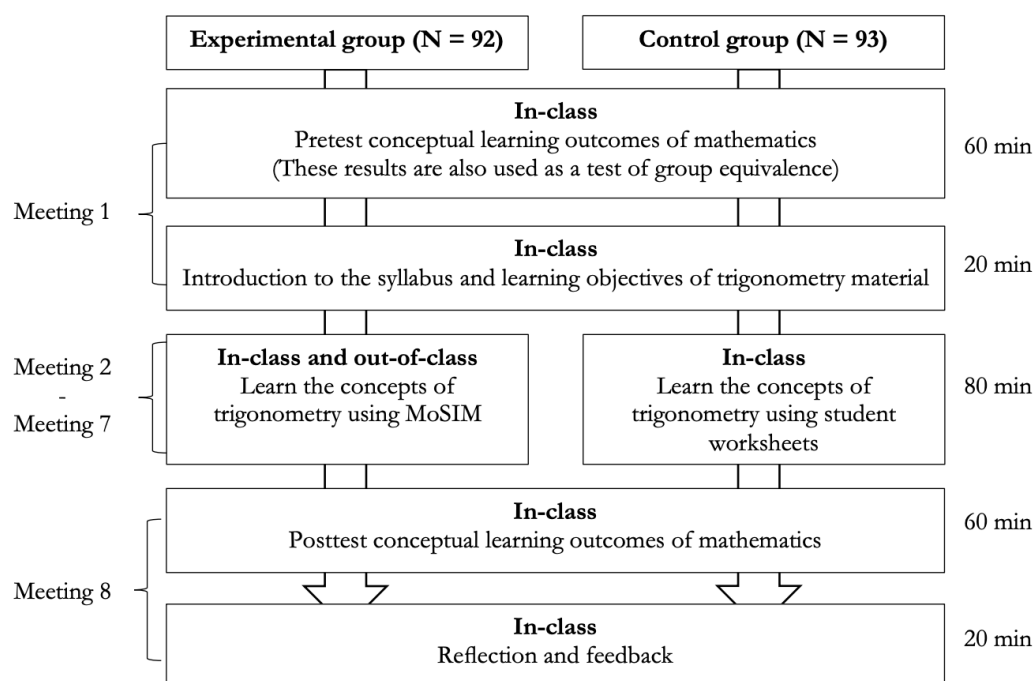 Experimental group (N = 92)
Control group (N = 93)
In-class
Pretest conceptual learning outcomes of mathematics
(These results are also used as a test of group equivalence)
60 min
Meeting 1
In-class
Introduction to the syllabus and learning objectives of trigonometry material
20 min
Meeting 2
-
Meeting 7
In-class and out-of-class
Learn the concepts of
trigonometry using MoSIM
In-class
Learn the concepts of
trigonometry using student
worksheets
80 min
In-class
Posttest conceptual learning outcomes of mathematics
60 min
Meeting 8
In-class
Reflection and feedback
20 min